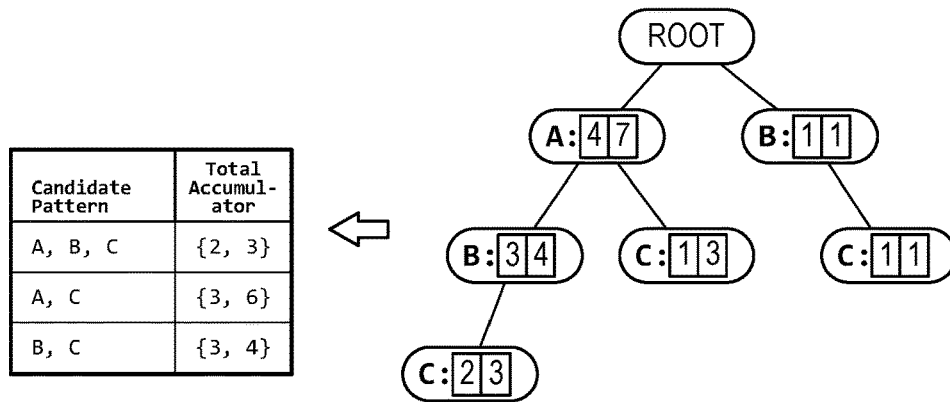 ROOT
A: 4 7
B: 1 1
B: 3 4
C: 1 3
C: 1 1
C: 2 3
Candidate
Pattern
Total
Accumul-
ator
A, B, C {2, 3}
A, C {3, 6}
B, C {3, 4}